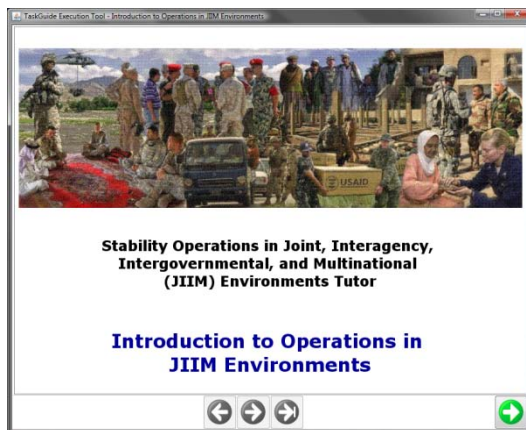 TaskGuide Execution Tool - Introduction to Operations in JIIM Environments
USAID
Stability Operations in Joint, Interagency,
Intergovernmental, and Multinational
(JIIM) Environments Tutor
Introduction to Operations in
JIIM Environments